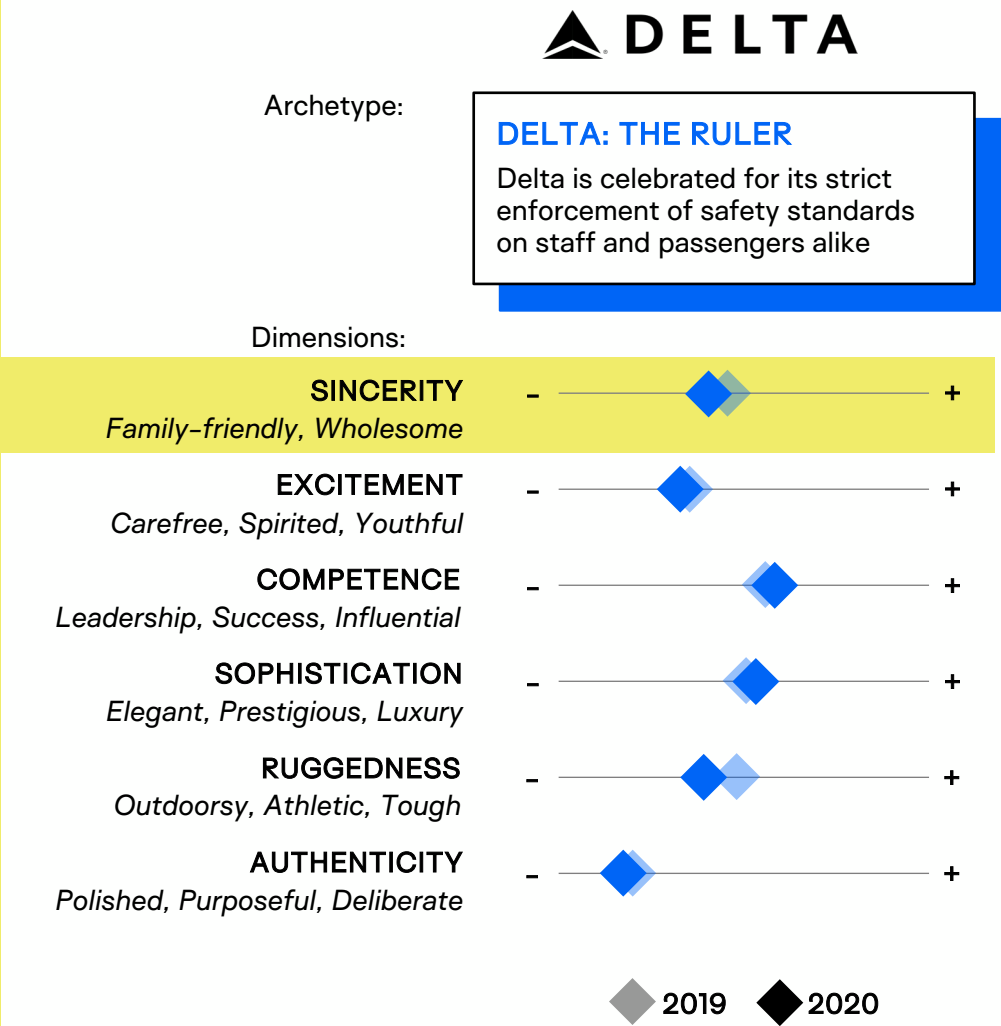 DELTA
Archetype:
DELTA: THE RULER
Delta is celebrated for its strict
enforcement of safety standards
on staff and passengers alike
Dimensions:
SINCERITY - +
Family-friendly, Wholesome
EXCITEMENT - +
Carefree, Spirited, Youthful
COMPETENCE - +
Leadership, Success, Influential
SOPHISTICATION - +
Elegant, Prestigious, Luxury
RUGGEDNESS - +
Outdoorsy, Athletic, Tough
AUTHENTICITY - +
Polished, Purposeful, Deliberate
2019 2020